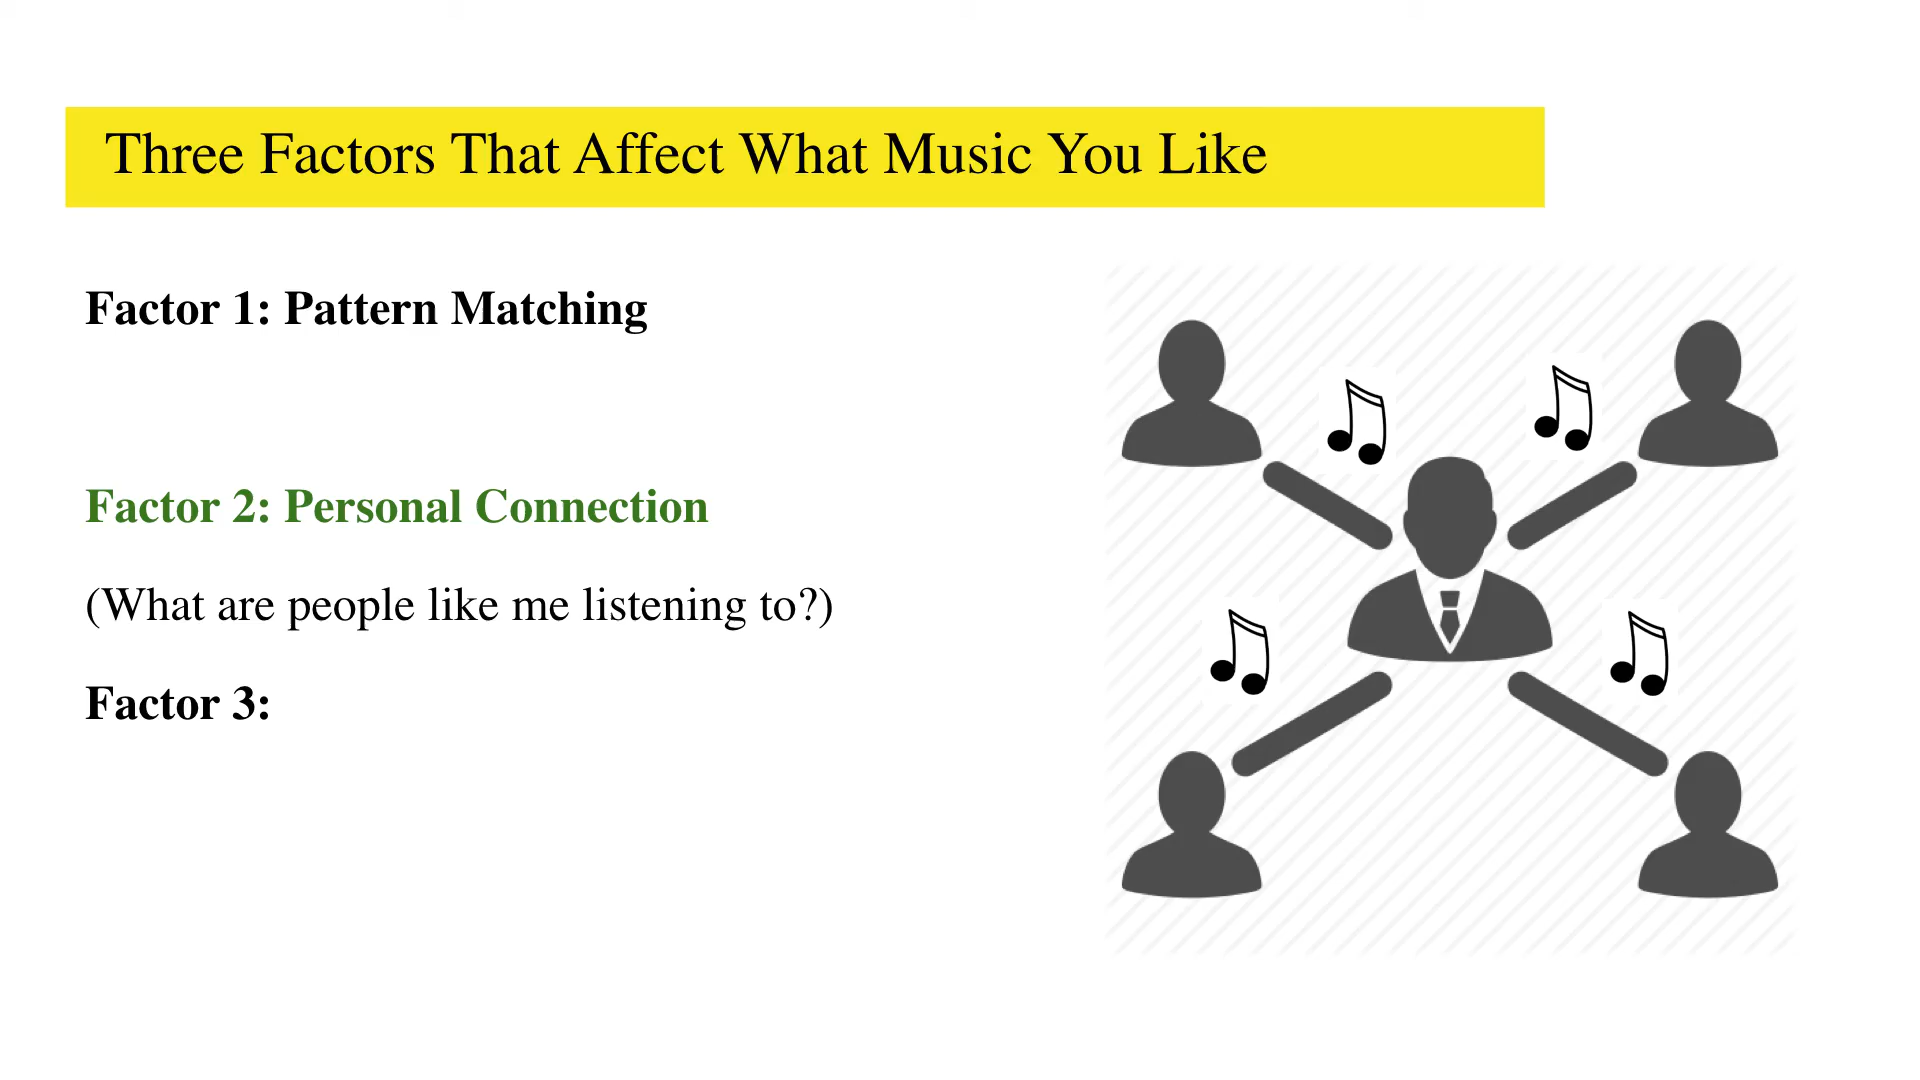 Three Factors That Affect What Music You Like
Factor 1: Pattern Matching
Factor 2: Personal Connection
(What are people like me listening to?)
Factor 3: